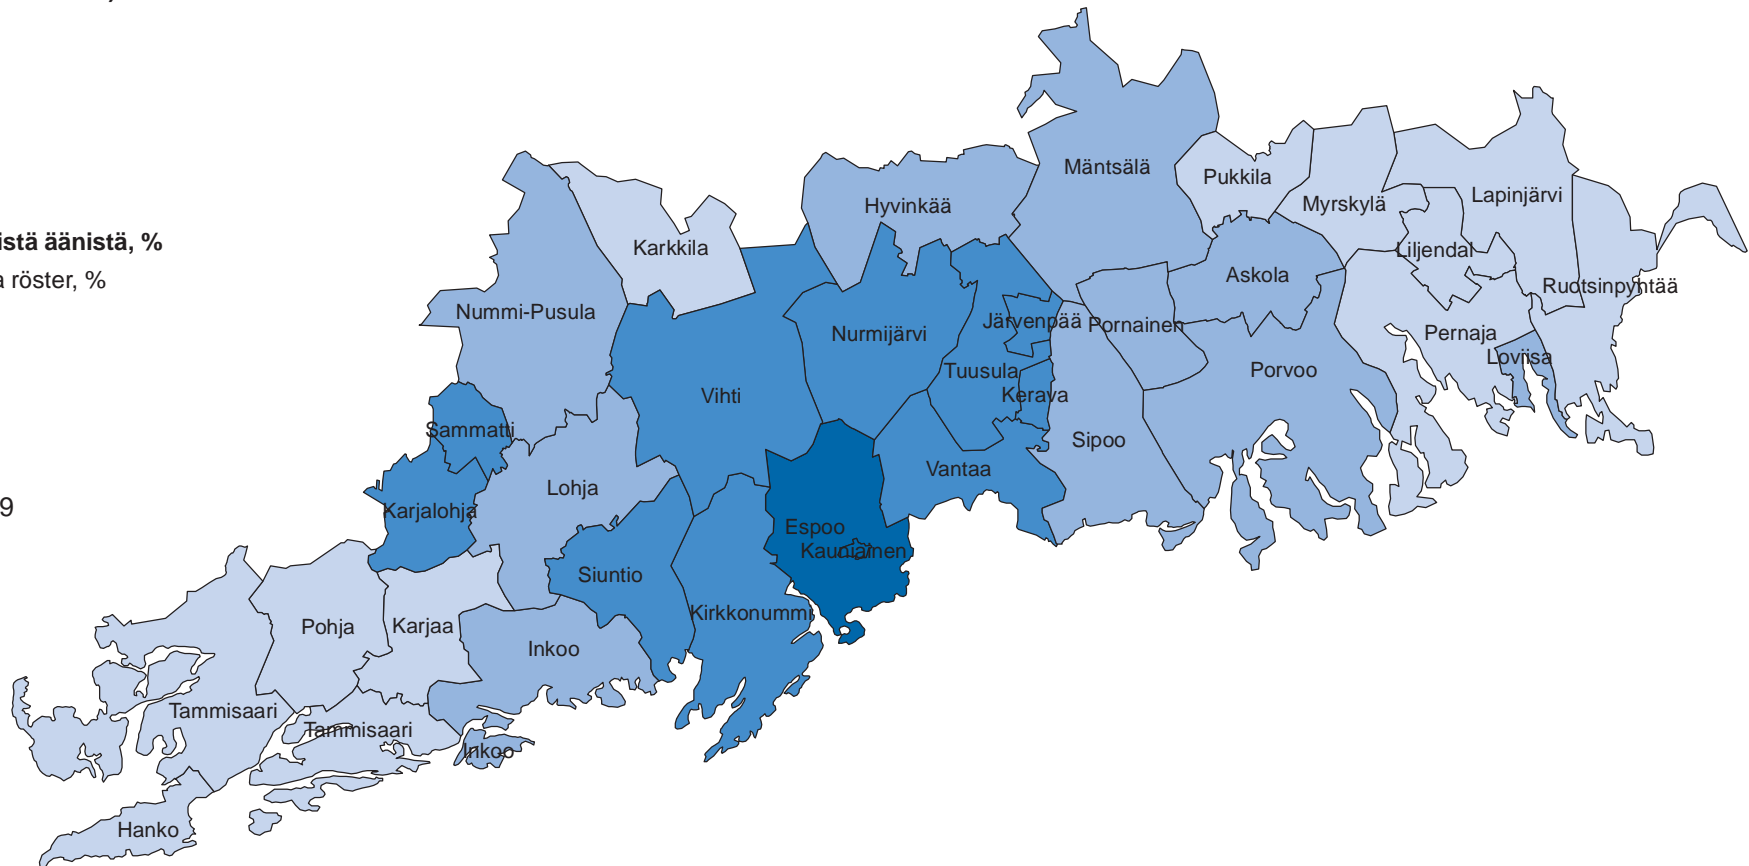 Mäntsälä
Pukkila
Lapinjärvi
Myrskylä
Hyvinkää
istä äänistä, %
Karkkila
Liljendal
a röster, %
Askola
Ruotsinpyhtää
Nummi-Pusula
Järvenpää
Pornainen
Nurmijärvi
Pernaja
Loviisa
Tuusula
Porvoo
Vihti
Kerava
Sammatti
Sipoo
Vantaa
Lohja
9
Karjalohja
Espoo
Kauniainen
Siuntio
Kirkkonummi
Pohja
Karjaa
Inkoo
Tammisaari
Tammisaari
Inkoo
Hanko